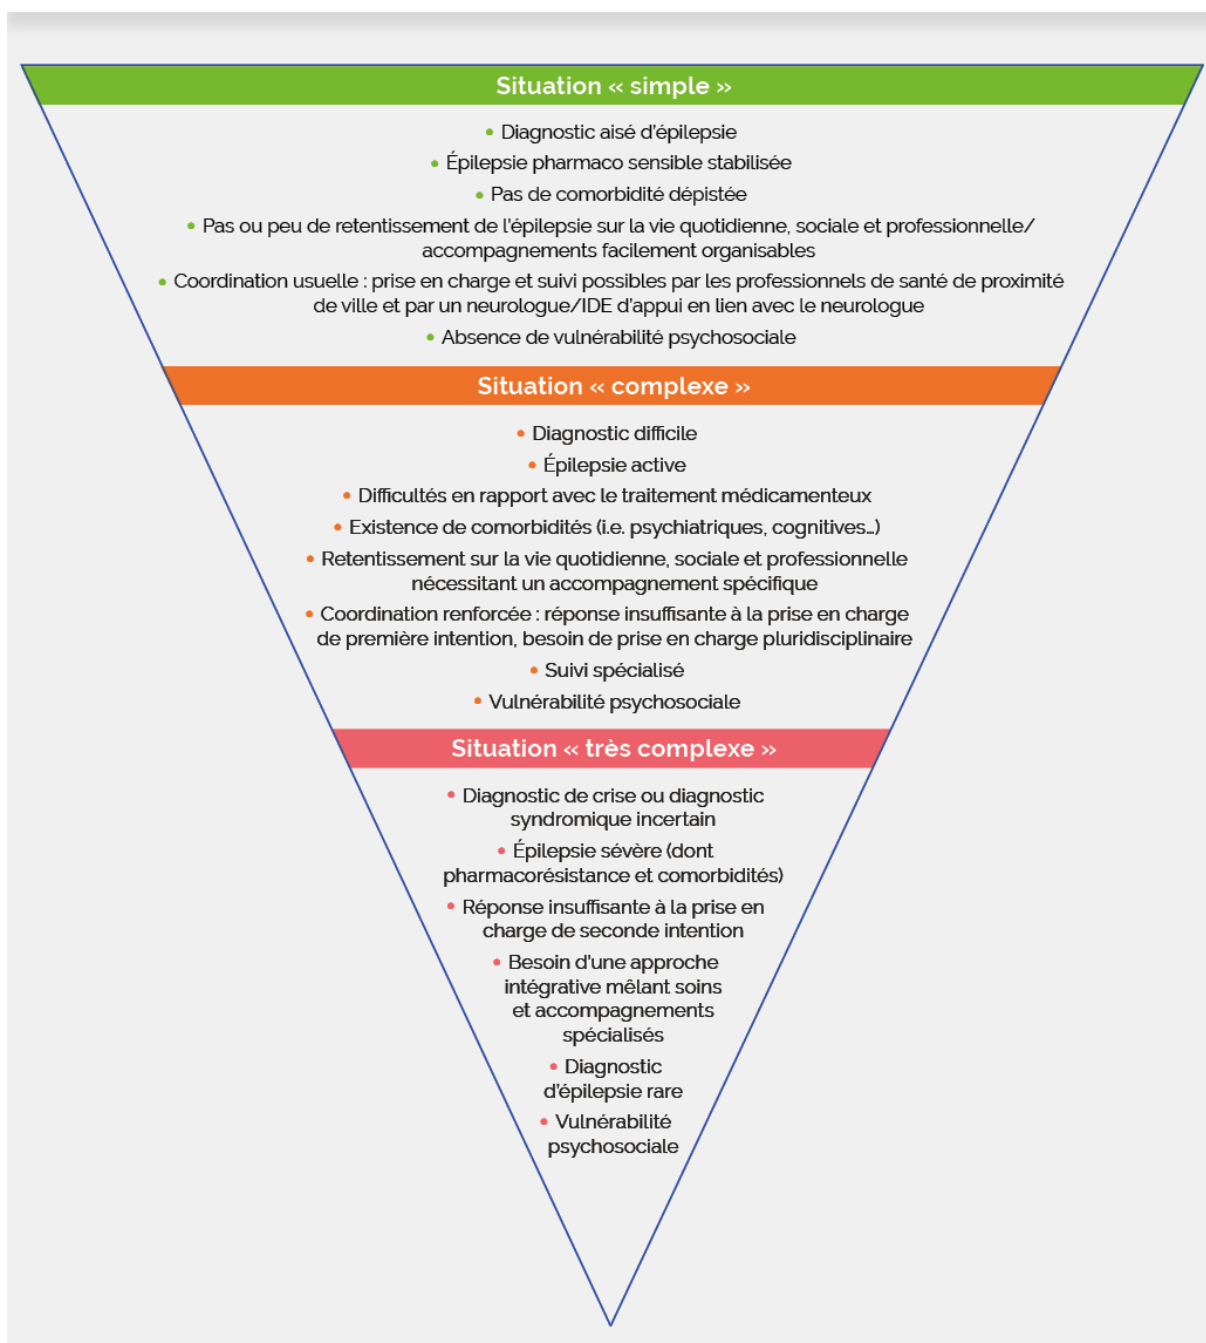 Situation « simple »
• Diagnostic aisé d'épilepsie
• Épilepsie pharmaco sensible stabilisée
• Pas de comorbidité dépistée
• Pas ou peu de retentissement de l'épilepsie sur la vie quotidienne, sociale et professionnelle/
accompagnements facilement organisables
• Coordination usuelle : prise en charge et suivi possibles par les professionnels de santé de proximité
de ville et par un neurologue/IDE d'appui en lien avec le neurologue
• Absence de vulnérabilité psychosociale
Situation « complexe »
• Diagnostic difficile
• Épilepsie active
• Difficultés en rapport avec le traitement médicamenteux
• Existence de comorbidités (i.e. psychiatriques, cognitives…)
• Retentissement sur la vie quotidienne, sociale et professionnelle
nécessitant un accompagnement spécifique
• Coordination renforcée : réponse insuffisante à la prise en charge
de première intention, besoin de prise en charge pluridisciplinaire
• Suivi spécialisé
• Vulnérabilité psychosociale
Situation « très complexe »
• Diagnostic de crise ou diagnostic
syndromique incertain
• Épilepsie sévère (dont
pharmacorésistance et comorbidités)
• Réponse insuffisante à la prise en
charge de seconde intention
• Besoin d'une approche
intégrative mêlant soins
et accompagnements
spécialisés
• Diagnostic
d'épilepsie rare
• Vulnérabilité
psychosociale